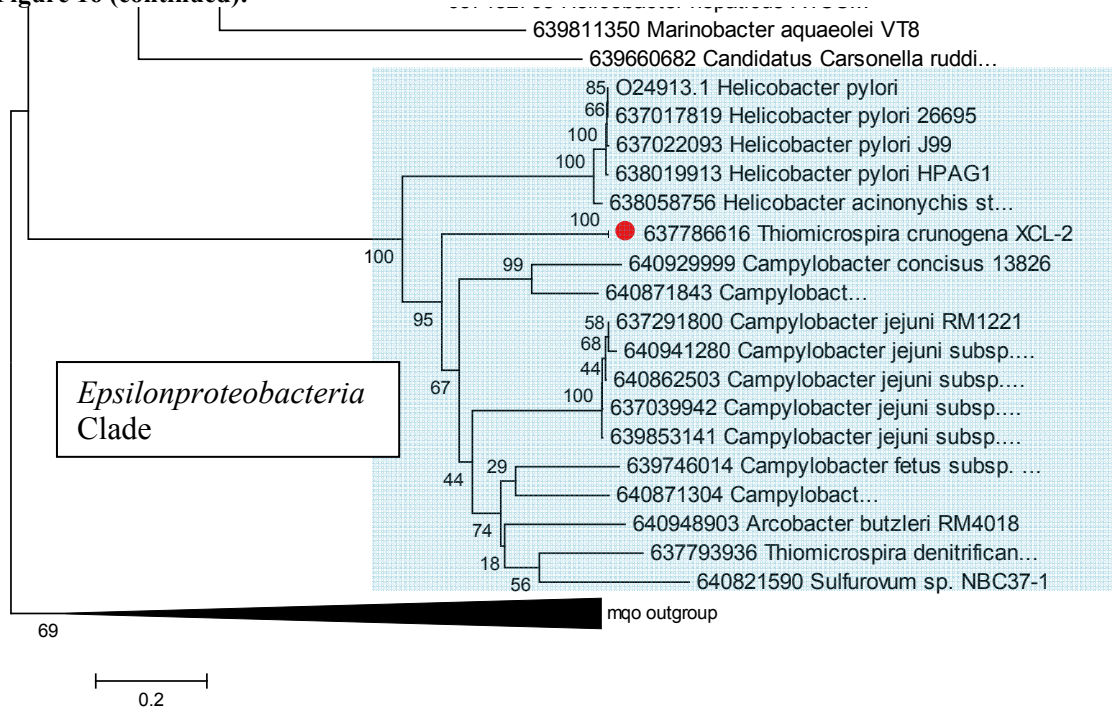 639811350 Marinobacter aquaeolei VT8
639660682 Candidatus Carsonella ruddi…
85 O24913.1 Helicobacter pylori
66 637017819 Helicobacter pylori 26695
100 637022093 Helicobacter pylori J99
100 638019913 Helicobacter pylori HPAG1
638058756 Helicobacter acinonychis st…
100 637786616 Thiomicrospira crunogena XCL-2
100
99 640929999 Campylobacter concisus 13826
640871843 Campylobact…
95
58 637291800 Campylobacter jejuni RM1221
68 640941280 Campylobacter jejuni subsp.…
44 640862503 Campylobacter jejuni subsp.…
67
100 637039942 Campylobacter jejuni subsp.…
639853141 Campylobacter jejuni subsp.…
Epsilonproteobacteria
Clade
29 639746014 Campylobacter fetus subsp. …
44
640871304 Campylobact…
74 640948903 Arcobacter butzleri RM4018
637793936 Thiomicrospira denitrifican…
18
56 640821590 Sulfurovum sp. NBC37-1
mqo outgroup
69
0.2